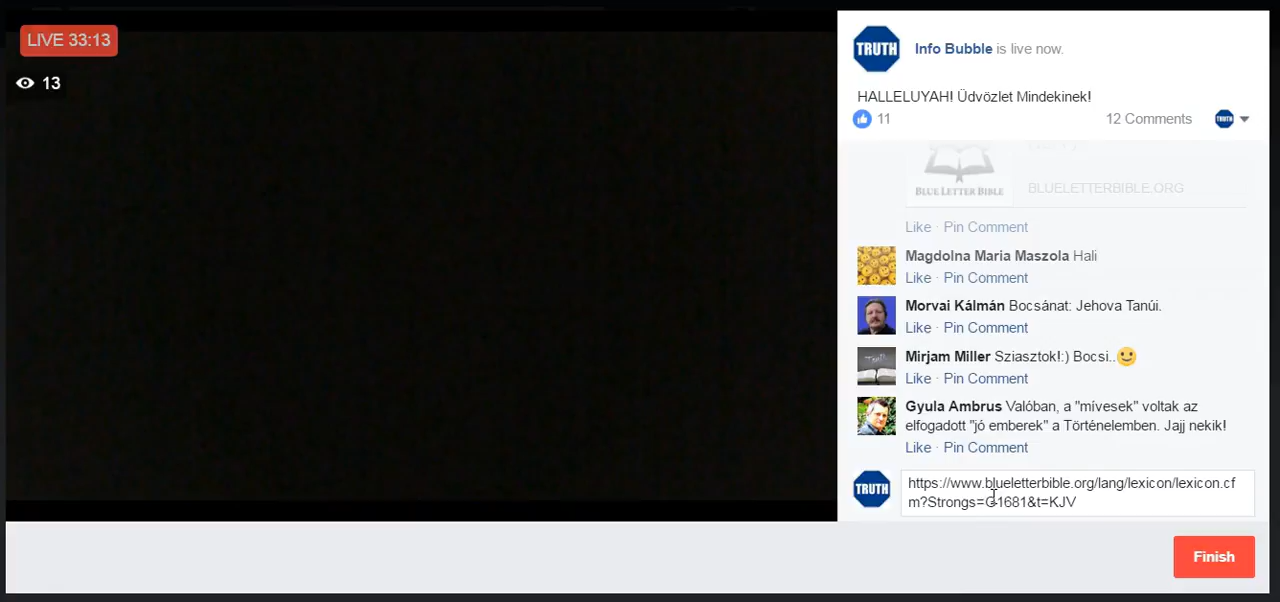 LIVE 33:13
13
TRUTH
Info Bubble is live now.
HALLELUYAH! Üdvözlet Mindekinek!
11
12 Comments
TRUTH
BLUE LETTER BIBLE
BLUELETTERBIBLE.ORG
Like · Pin Comment
Magdolna Maria Maszola Hali
Like · Pin Comment
Morvai Kálmán Bocsánat: Jehova Tanúi.
Like · Pin Comment
Mirjam Miller Sziasztok!:) Bocsi..
Like · Pin Comment
Gyula Ambrus Valóban, a "mívesek" voltak az
elfogadott "jó emberek" a Történelemben. Jajj nekik!
Like · Pin Comment
TRUTH
https://www.blueletterbible.org/lang/lexicon/lexicon.cf
m?Strongs=G1681&t=KJV
Finish